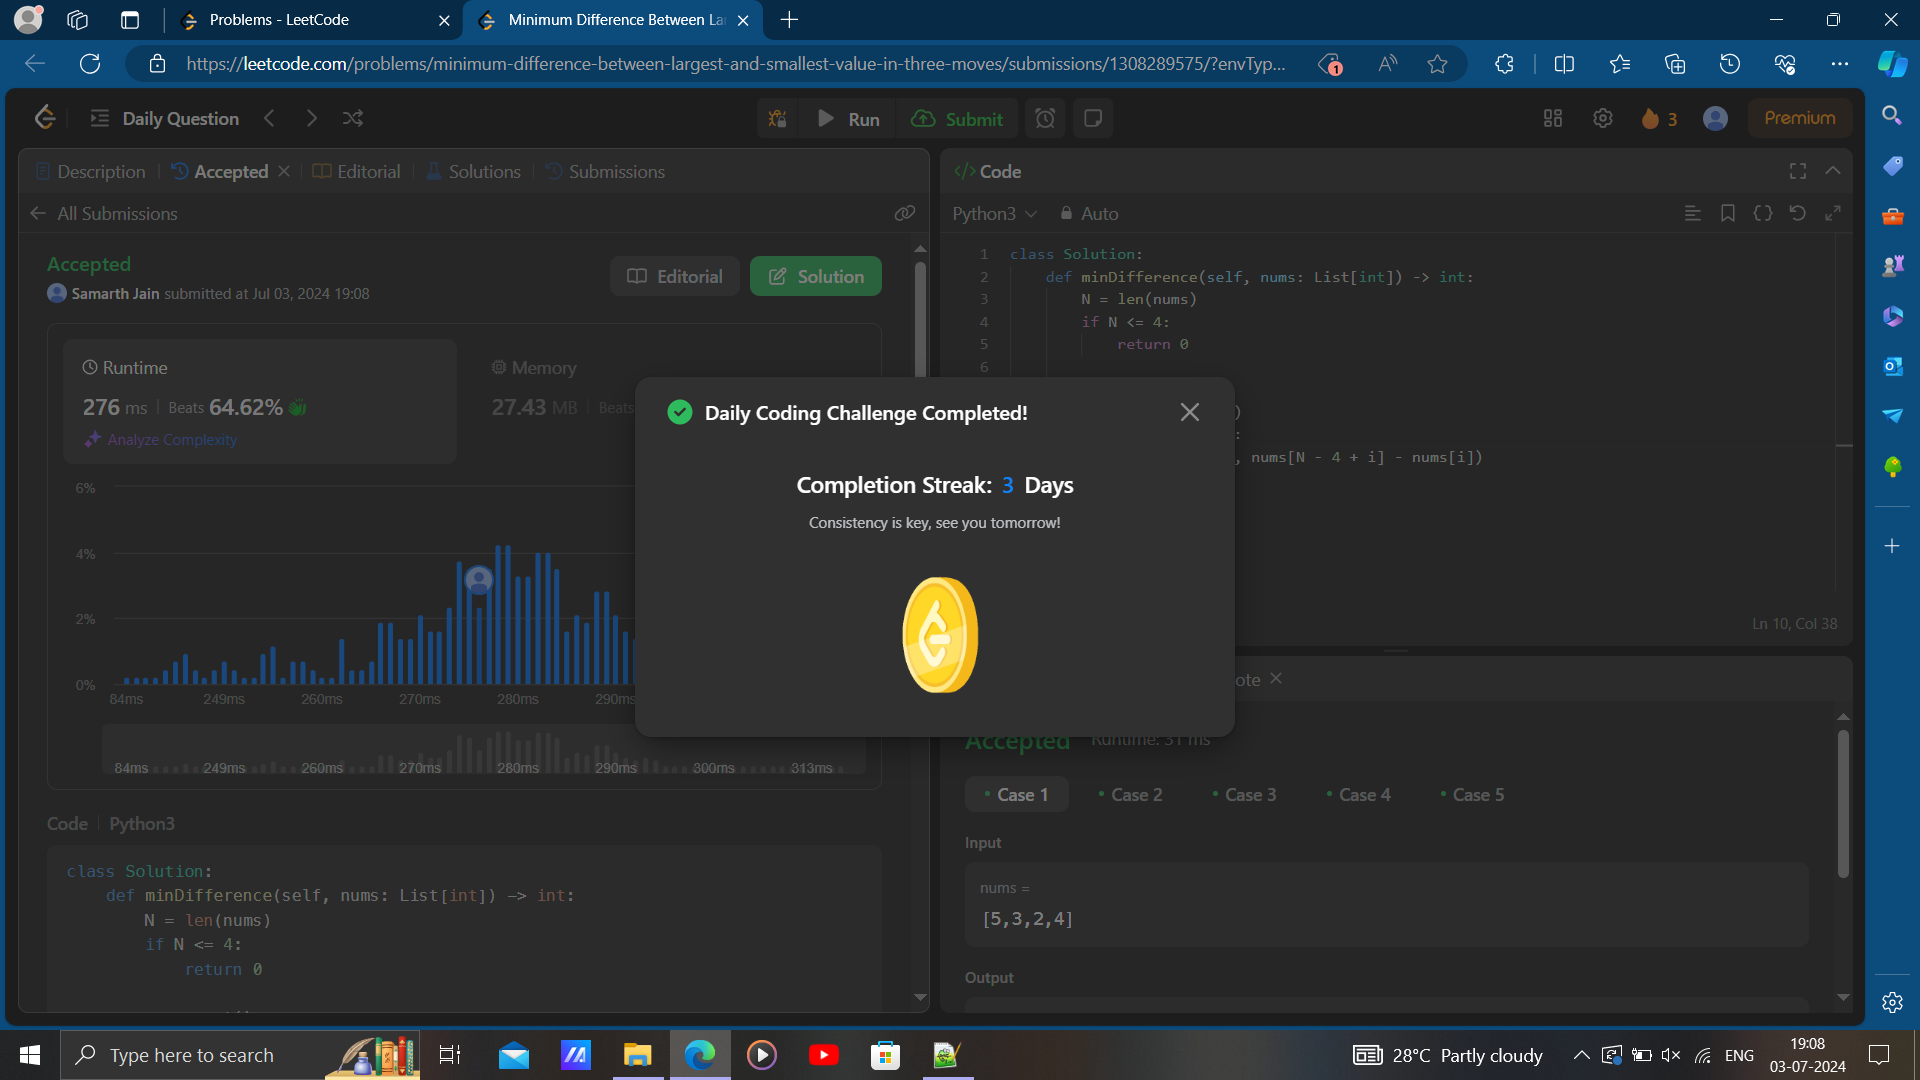 Problems - LeetCode
Minimum Difference Between La
https://leetcode.com/problems/minimum-difference-between-largest-and-smallest-value-in-three-moves/submissions/1308289575/?envTyp...
1
Daily Question
Run
Submit
3
Premium
Description
Accepted
Editorial
Solutions
Submissions
All Submissions
Accepted
Samarth Jain submitted at Jul 03, 2024 19:08
Editorial
Solution
Runtime
276 ms
Beats 64.62%
Analyze Complexity
Memory
27.43 MB
Beats
6%
4%
2%
0%
84ms 249ms 260ms 270ms 280ms 290ms
84ms 249ms 260ms 270ms 280ms 290ms 300ms 313ms
Code
Python3
class Solution:
def minDifference(self, nums: List[int]) -> int:
N = len(nums)
if N <= 4:
return 0
Code
Python3
Auto
1 class Solution:
2 def minDifference(self, nums: List[int]) -> int:
3 N = len(nums)
4 if N <= 4:
5 return 0
6
)
:
, nums[N - 4 + i] - nums[i])
Ln 10, Col 38
Daily Coding Challenge Completed!
Completion Streak: 3 Days
Consistency is key, see you tomorrow!
ote
Accepted
Runtime: 31 ms
Case 1
Case 2
Case 3
Case 4
Case 5
Input
nums =
[5,3,2,4]
Output
Type here to search
28°C Partly cloudy
ENG
19:08
03-07-2024